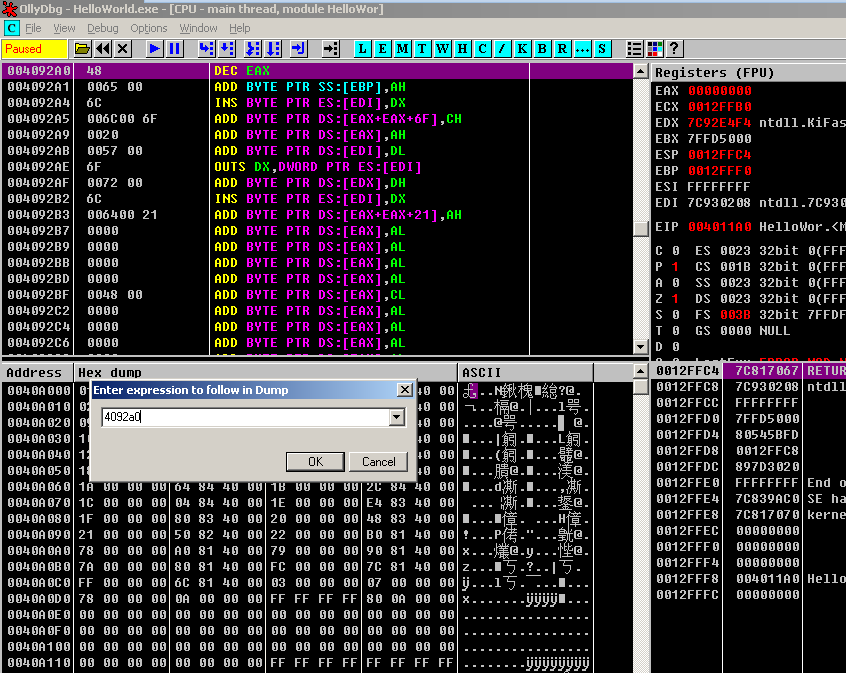 OllyDbg - HelloWorld.exe - [CPU - main thread, module HelloWor]
C File View Debug Options Window Help
Paused L E M T W H C / K B R ... S ?
004092A0 48 DEC EAX
004092A1 0065 00 ADD BYTE PTR SS:[EBP],AH
004092A4 6C INS BYTE PTR ES:[EDI],DX
004092A5 006C00 6F ADD BYTE PTR DS:[EAX+EAX+6F],CH
004092A9 0020 ADD BYTE PTR DS:[EAX],AH
004092AB 0057 00 ADD BYTE PTR DS:[EDI],DL
004092AE 6F OUTS DX,DWORD PTR ES:[EDI]
004092AF 0072 00 ADD BYTE PTR DS:[EDX],DH
004092B2 6C INS BYTE PTR ES:[EDI],DX
004092B3 006400 21 ADD BYTE PTR DS:[EAX+EAX+21],AH
004092B7 0000 ADD BYTE PTR DS:[EAX],AL
004092B9 0000 ADD BYTE PTR DS:[EAX],AL
004092BB 0000 ADD BYTE PTR DS:[EAX],AL
004092BD 0000 ADD BYTE PTR DS:[EAX],AL
004092BF 0048 00 ADD BYTE PTR DS:[EAX],CL
004092C2 0000 ADD BYTE PTR DS:[EAX],AL
004092C4 0000 ADD BYTE PTR DS:[EAX],AL
004092C6 0000 ADD BYTE PTR DS:[EAX],AL
Registers (FPU)
EAX 00000000
ECX 0012FFB0
EDX 7C92E4F4 ntdll.KiFas
EBX 7FFD5000
ESP 0012FFC4
EBP 0012FFF0
ESI FFFFFFFF
EDI 7C930208 ntdll.7C930
EIP 004011A0 HelloWor.<M
C 0 ES 0023 32bit 0(FFF
P 1 CS 001B 32bit 0(FFF
A 0 SS 0023 32bit 0(FFF
Z 1 DS 0023 32bit 0(FFF
S 0 FS 003B 32bit 7FFDF
T 0 GS 0000 NULL
D 0
Address Hex dump ASCII
Enter expression to follow in Dump
4092a0
OK Cancel
0040A000
0040A010
0040A060 1A 00 00 00 64 84 40 00 1B 00 00 00 2C 84 40 00
0040A070 1C 00 00 00 04 84 40 00 1E 00 00 00 E4 83 40 00
0040A080 1F 00 00 00 80 83 40 00 20 00 00 00 48 83 40 00
0040A090 21 00 00 00 50 82 40 00 22 00 00 00 B0 81 40 00
0040A0A0 78 00 00 00 A0 81 40 00 79 00 00 00 90 81 40 00
0040A0B0 7A 00 00 00 80 81 40 00 FC 00 00 00 7C 81 40 00
0040A0C0 FF 00 00 00 6C 81 40 00 03 00 00 00 07 00 00 00
0040A0D0 78 00 00 00 0A 00 00 00 FF FF FF FF 80 0A 00 00
0040A0E0 00 00 00 00 00 00 00 00 00 00 00 00 00 00 00 00 ................
0040A0F0 00 00 00 00 00 00 00 00 00 00 00 00 00 00 00 00 ................
0040A100 00 00 00 00 00 00 00 00 00 00 00 00 00 00 00 00 ................
0040A110 00 00 00 00 00 00 00 00 FF FF FF FF FF FF FF FF ........ÿÿÿÿÿÿÿÿ
0012FFC4 7C817067 RETUR
0012FFC8 7C930208 ntdll
0012FFCC FFFFFFFF
0012FFD0 7FFD5000
0012FFD4 80545BFD
0012FFD8 0012FFC8
0012FFDC 897D3020
0012FFE0 FFFFFFFF End o
0012FFE4 7C839AC0 SE ha
0012FFE8 7C817070 kerne
0012FFEC 00000000
0012FFF0 00000000
0012FFF4 00000000
0012FFF8 004011A0 Hello
0012FFFC 00000000